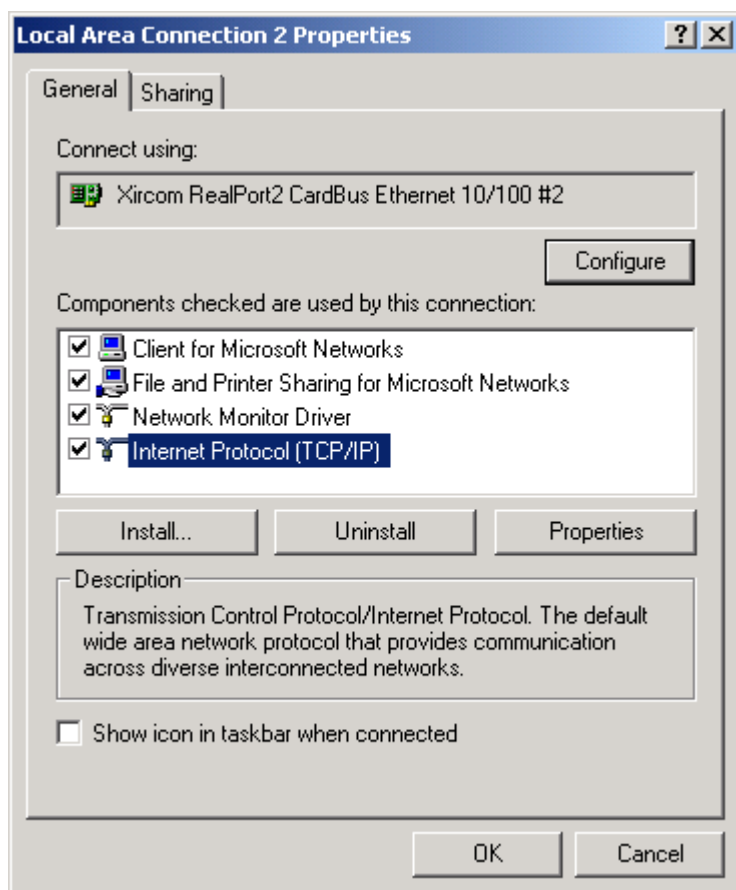 Local Area Connection 2 Properties
General
Sharing
Connect using:
Xircom RealPort2 CardBus Ethernet 10/100 #2
Configure
Components checked are used by this connection:
Client for Microsoft Networks
File and Printer Sharing for Microsoft Networks
Network Monitor Driver
Internet Protocol (TCP/IP)
Install...
Uninstall
Properties
Description
Transmission Control Protocol/Internet Protocol. The default
wide area network protocol that provides communication
across diverse interconnected networks.
Show icon in taskbar when connected
OK
Cancel